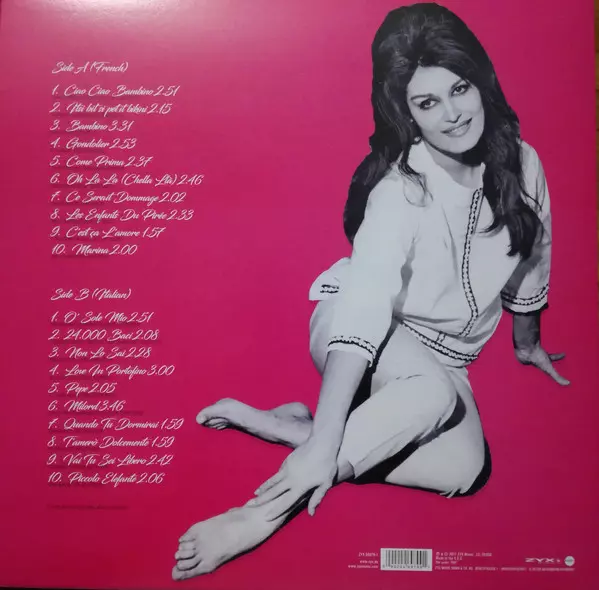 Side A (French)
1. Ciao Ciao Bambino 2:51
2. Itsi bitsi petit bikini 2:15
3. Bambino 3:31
4. Gondolier 2:53
5. Come Prima 2:37
6. Oh La La (Chella Llà) 2:46
7. Ce Serait Dommage 2:02
8. Les Enfants Du Pirée 2:33
9. C'est ça L'amore 1:57
10. Marina 2:00
Side B (Italian)
1. O' Sole Mio 2:51
2. 24.000 Baci 2:08
3. Non Lo Sai 2:28
4. Love In Portofino 3:00
5. Pepe 2:05
6. Milord 3:46
7. Quando Tu Dormirai 1:59
8. T'amerò Dolcemente 1:59
9. Vai Tu Sei Libero 2:42
10. Piccolo Elefante 2:06
ZYX